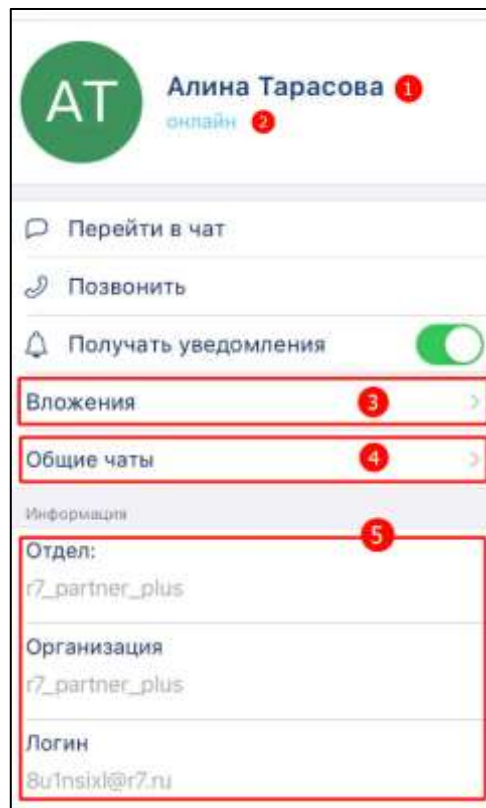 АТ
Алина Тарасова 1
онлайн 2
Перейти в чат
Позвонить
Получать уведомления
Вложения 3
Общие чаты 4
Информация
5
Отдел:
r7_partner_plus
Организация
r7_partner_plus
Логин
8u1nsixl@r7.ru